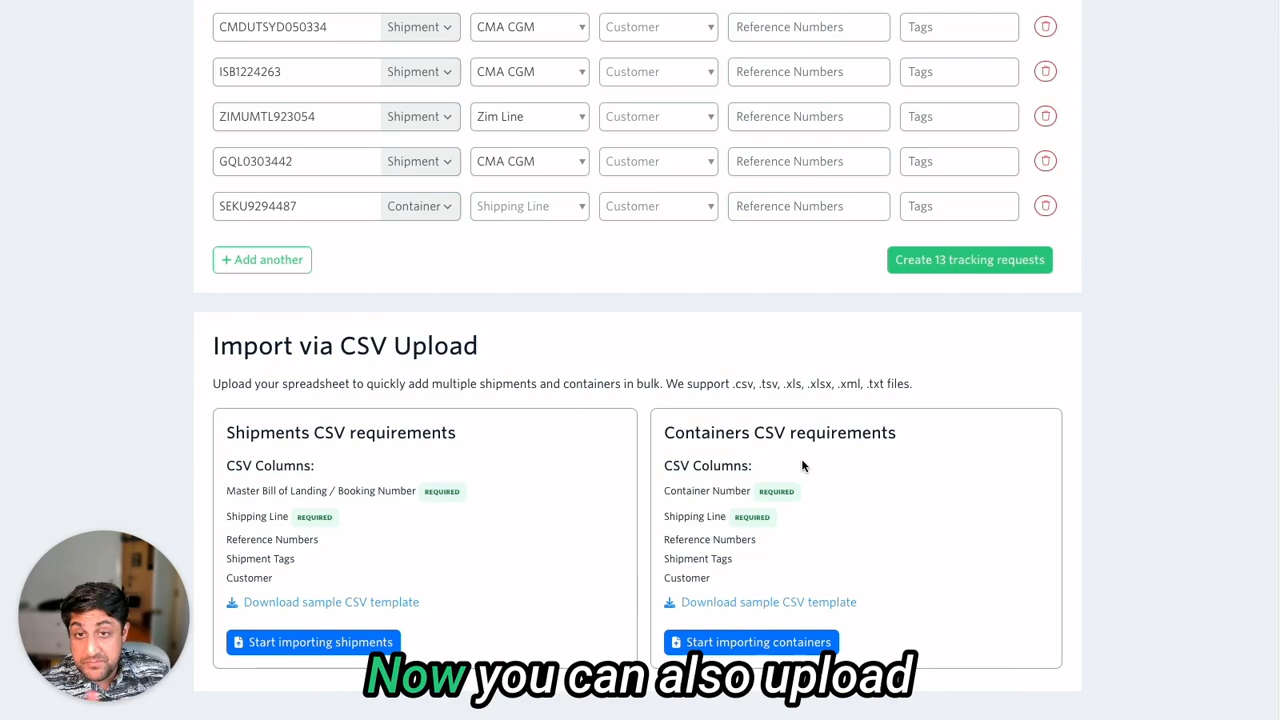 CMDUTSYD050334 Shipment CMA CGM Customer Reference Numbers Tags
ISB1224263 Shipment CMA CGM Customer Reference Numbers Tags
ZIMUMTL923054 Shipment Zim Line Customer Reference Numbers Tags
GQL0303442 Shipment CMA CGM Customer Reference Numbers Tags
SEKU9294487 Container Shipping Line Customer Reference Numbers Tags
+ Add another Create 13 tracking requests
Import via CSV Upload
Upload your spreadsheet to quickly add multiple shipments and containers in bulk. We support .csv, .tsv, .xls, .xlsx, .xml, .txt files.
Shipments CSV requirements
CSV Columns:
Master Bill of Landing / Booking Number REQUIRED
Shipping Line REQUIRED
Reference Numbers
Shipment Tags
Customer
Download sample CSV template
Start importing shipments
Containers CSV requirements
CSV Columns:
Container Number REQUIRED
Shipping Line REQUIRED
Reference Numbers
Shipment Tags
Customer
Download sample CSV template
Start importing containers
Now you can also upload